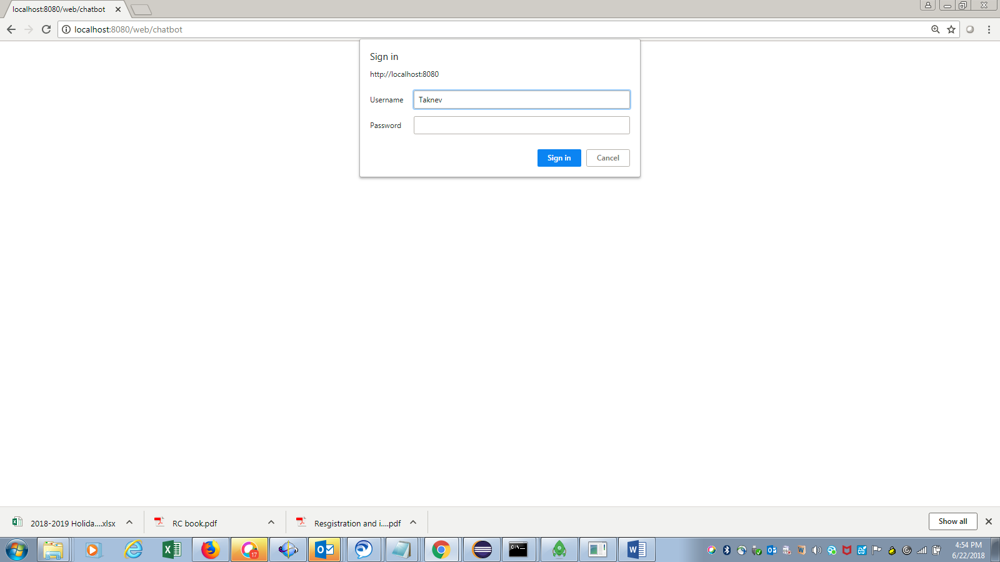 localhost:8080/web/chatbot
localhost:8080/web/chatbot
Sign in
http://localhost:8080
Username Taknev
Password
Sign in Cancel
2018-2019 Holida....xlsx RC book.pdf Resgistration and i....pdf Show all
17
C:\_
4:54 PM
6/22/2018